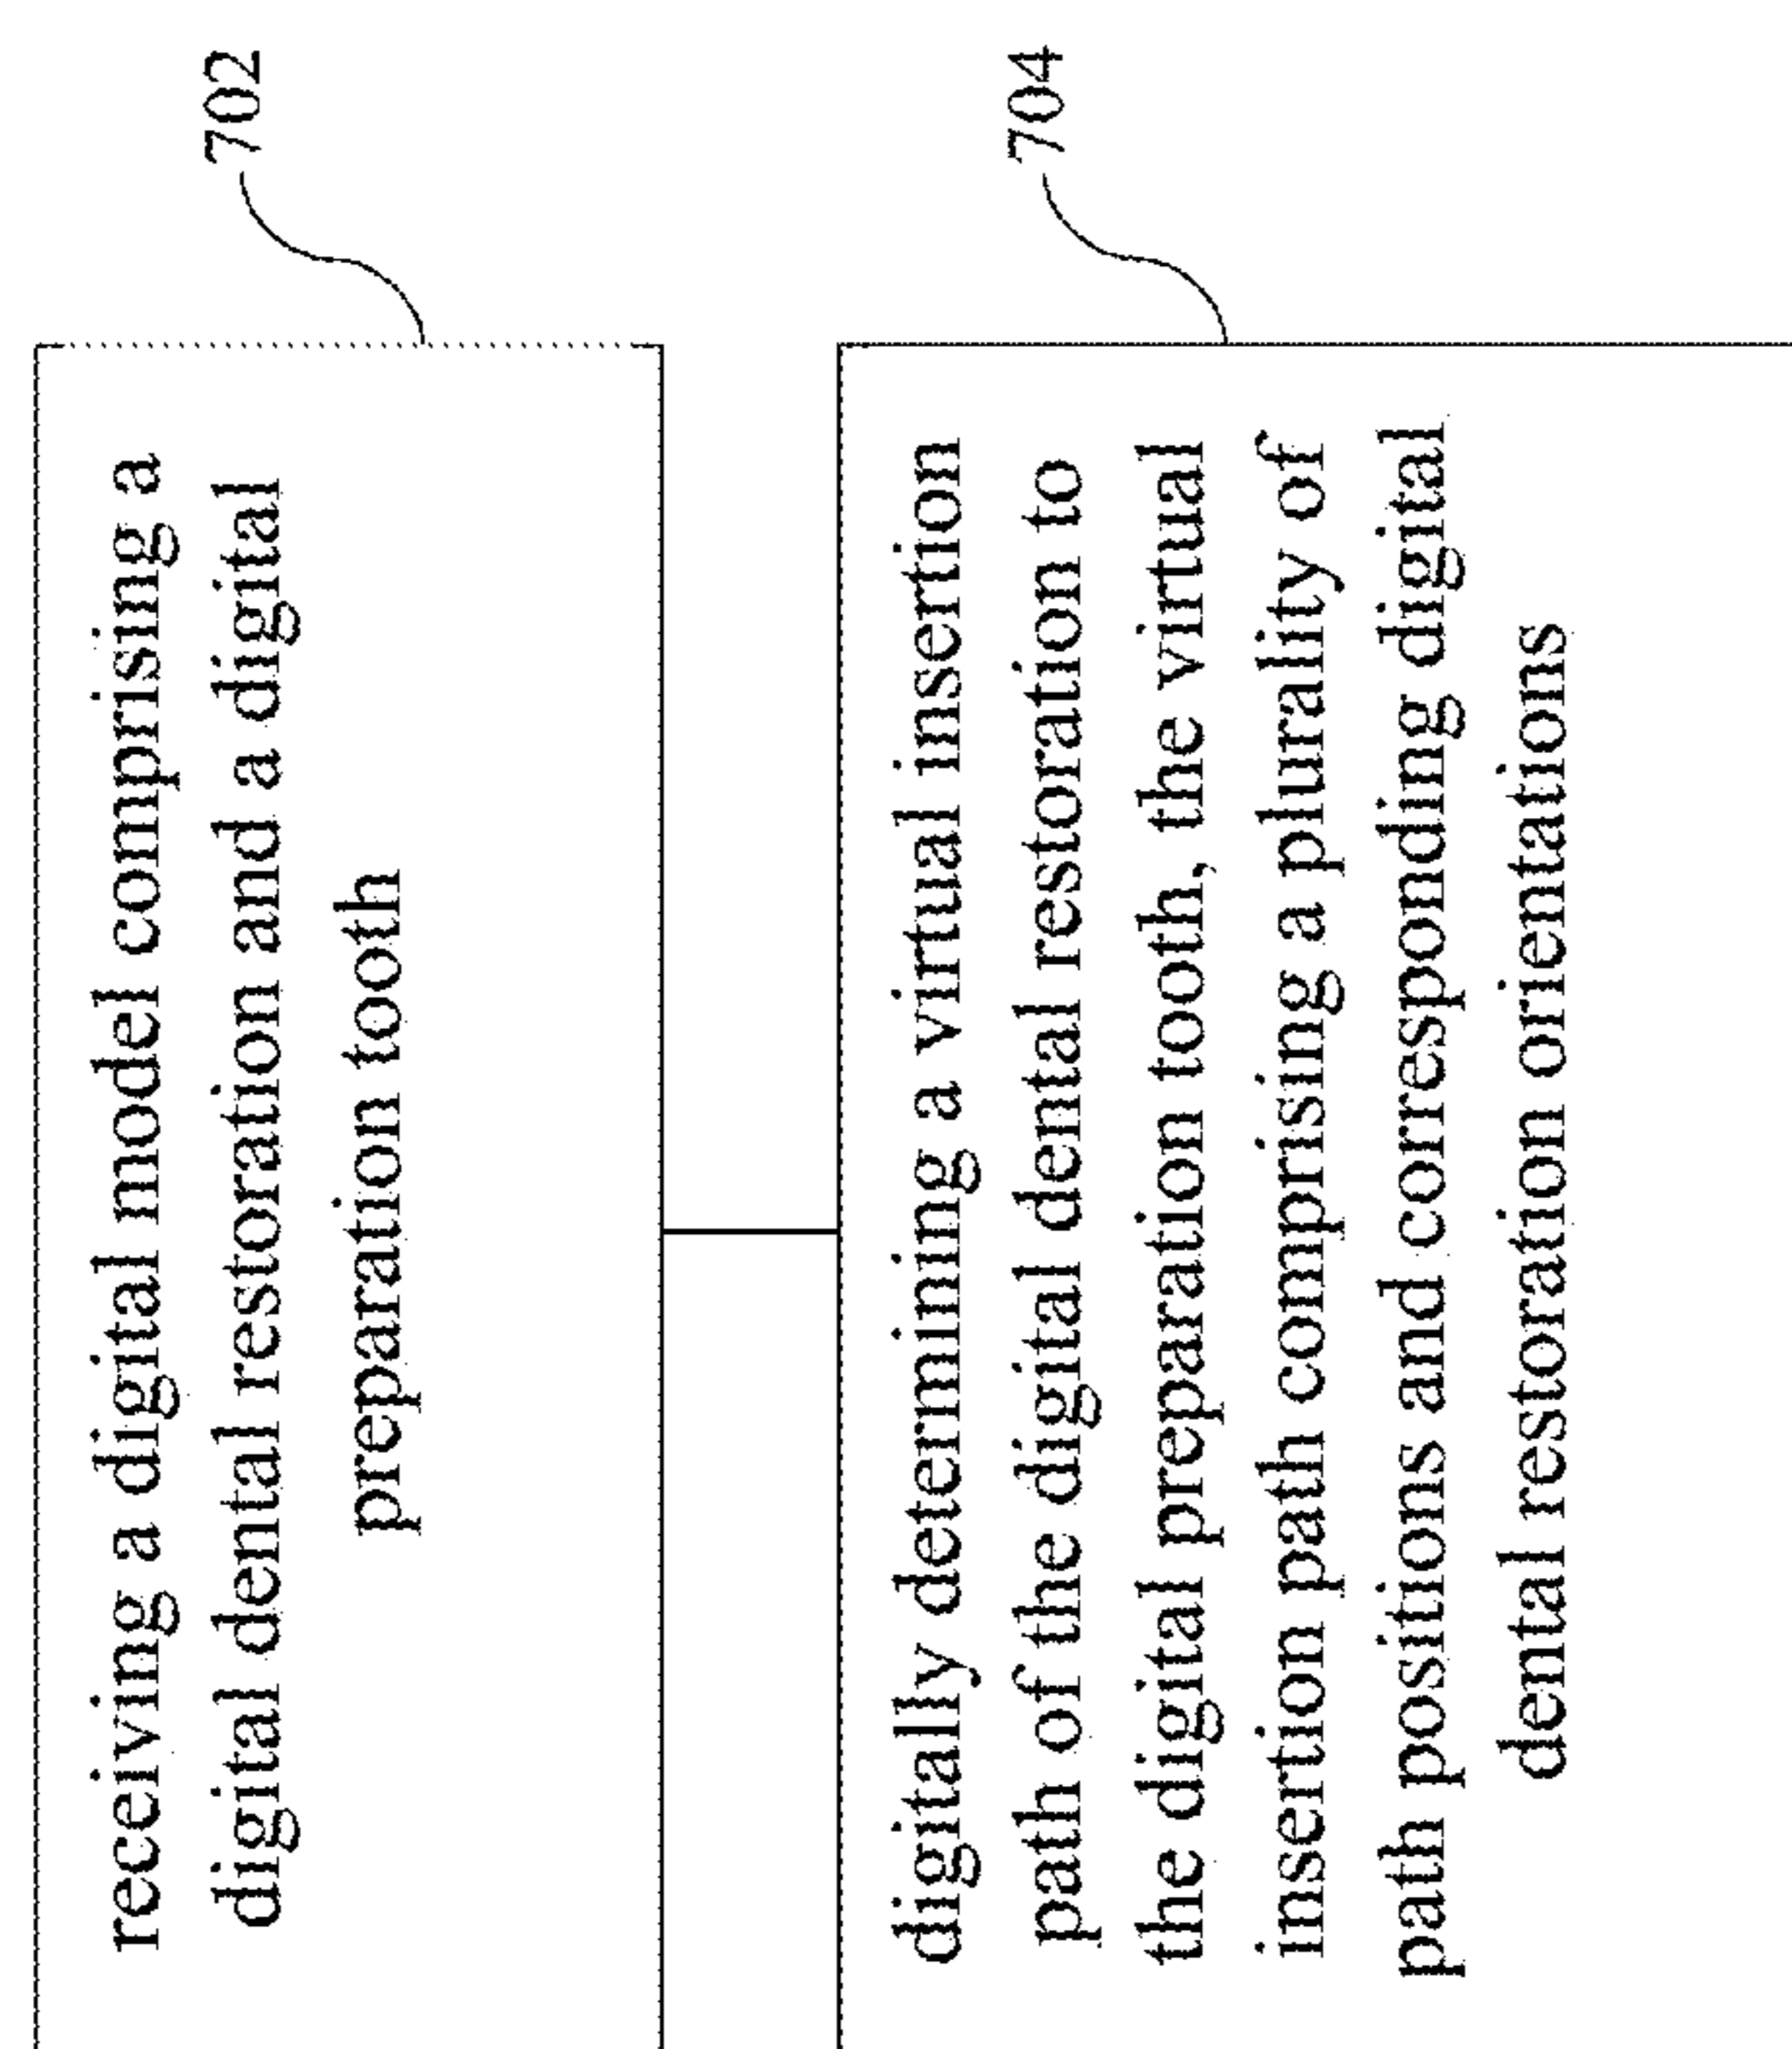 receiving a digital model comprising a
digital dental restoration and a digital
preparation tooth
702
digitally determining a virtual insertion
path of the digital dental restoration to
the digital preparation tooth, the virtual
insertion path comprising a plurality of
path positions and corresponding digital
dental restoration orientations
704